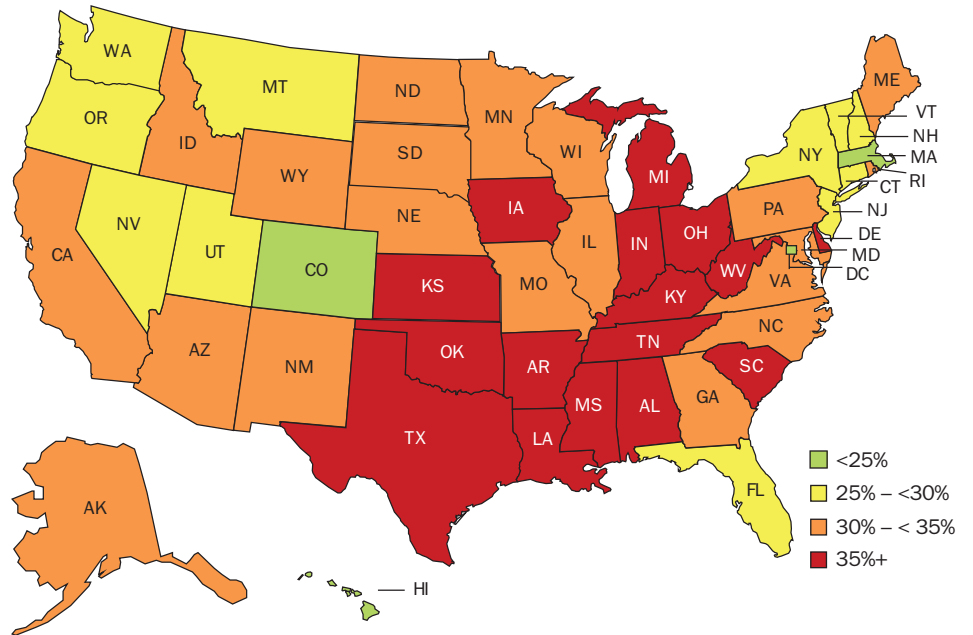 WA
MT
ND
MN
ME
VT
OR
ID
SD
WI
NH
NY
MA
WY
MI
RI
CT
IA
NE
PA
NJ
NV
IL
IN
OH
DE
CA
UT
MD
CO
WV
DC
KS
MO
VA
KY
NC
AZ
TN
NM
OK
AR
SC
MS
AL
GA
TX
LA
<25%
FL
25% – <30%
AK
30% – < 35%
35%+
HI